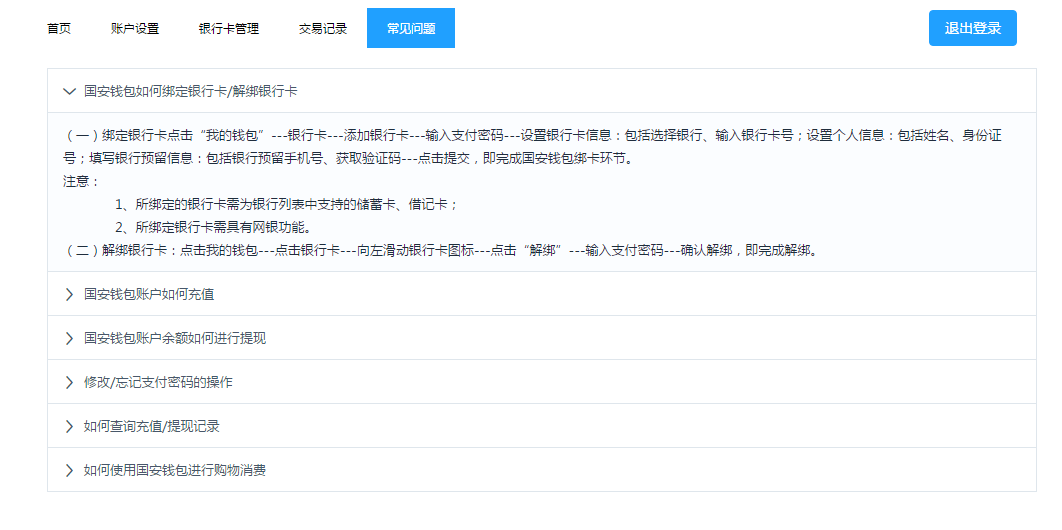 首页 账户设置 银行卡管理 交易记录 常见问题 退出登录
国安钱包如何绑定银行卡/解绑银行卡
（一）绑定银行卡点击“我的钱包”---银行卡---添加银行卡---输入支付密码---设置银行卡信息：包括选择银行、输入银行卡号；设置个人信息：包括姓名、身份证
号；填写银行预留信息：包括银行预留手机号、获取验证码---点击提交，即完成国安钱包绑卡环节。
注意：
1、所绑定的银行卡需为银行列表中支持的储蓄卡、借记卡；
2、所绑定银行卡需具有网银功能。
（二）解绑银行卡：点击我的钱包---点击银行卡---向左滑动银行卡图标---点击“解绑”---输入支付密码---确认解绑，即完成解绑。
国安钱包账户如何充值
国安钱包账户余额如何进行提现
修改/忘记支付密码的操作
如何查询充值/提现记录
如何使用国安钱包进行购物消费